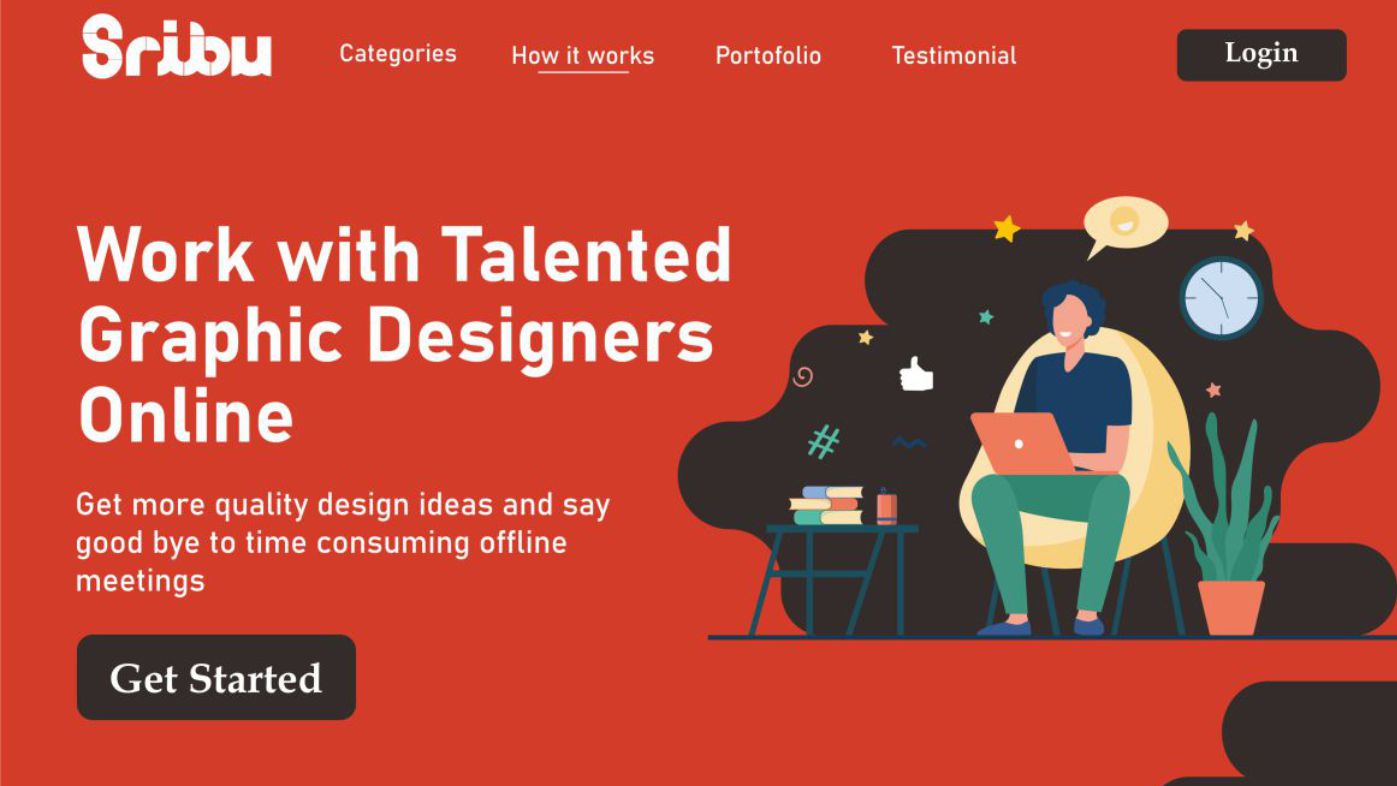 Sribu
Categories
How it works
Portofolio
Testimonial
Login
Work with Talented
Graphic Designers
Online
Get more quality design ideas and say
good bye to time consuming offline
meetings
Get Started